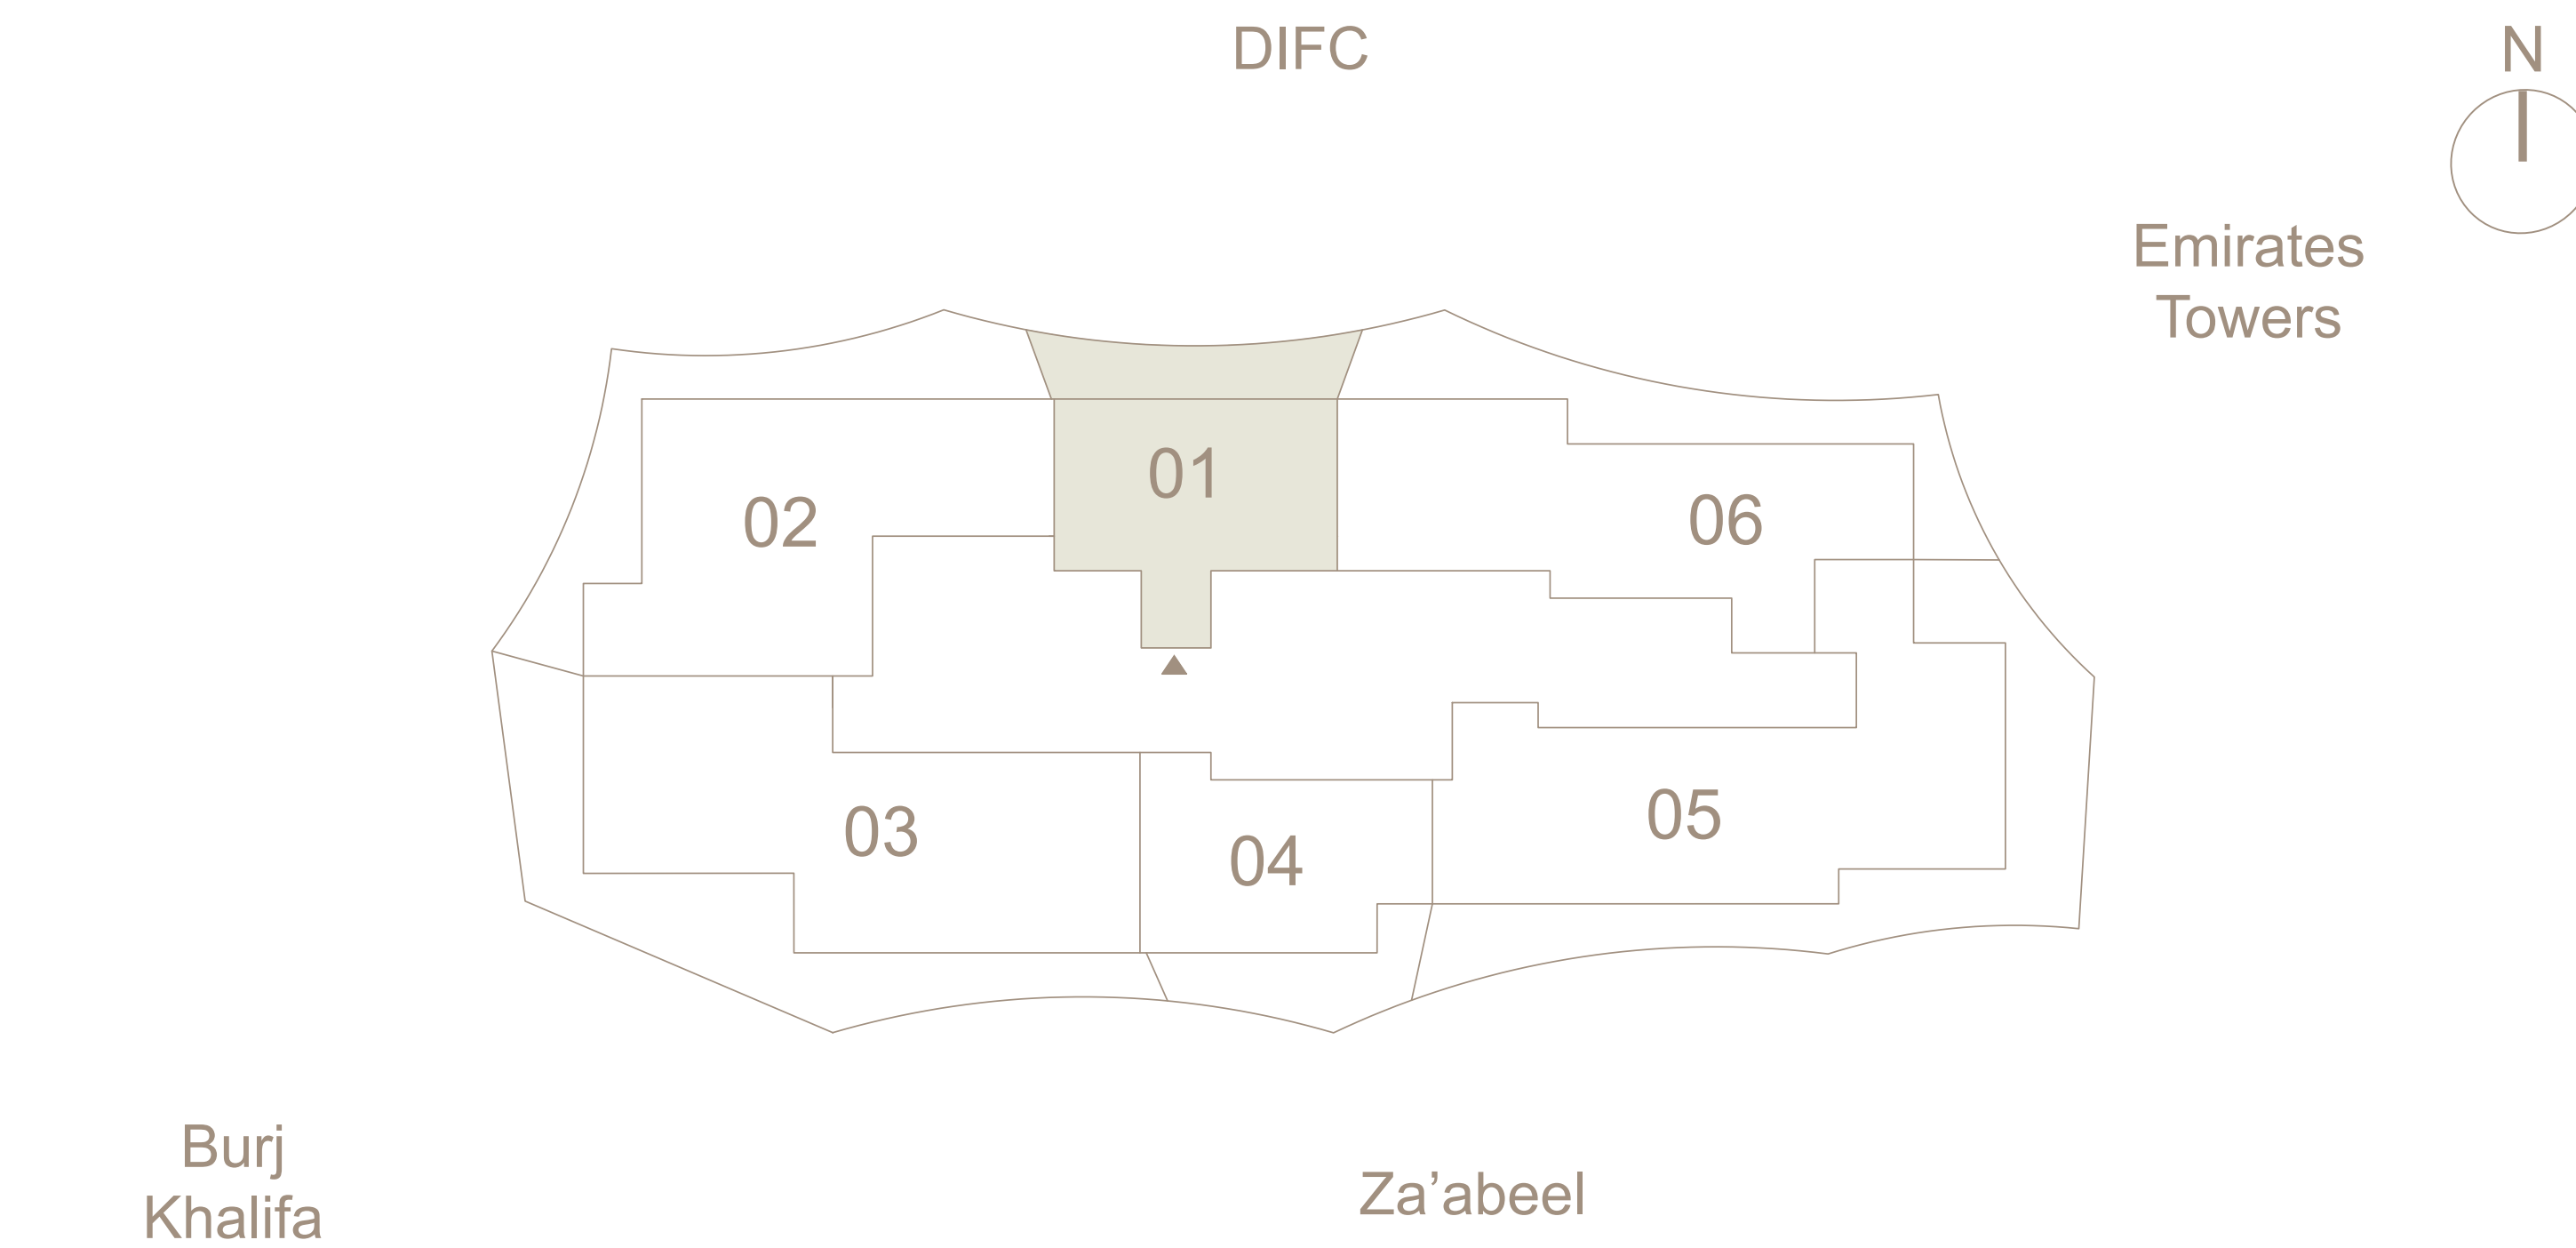 DIFC
N
Emirates
Towers
01
02
06
03
04
05
Burj
Khalifa
Za’abeel